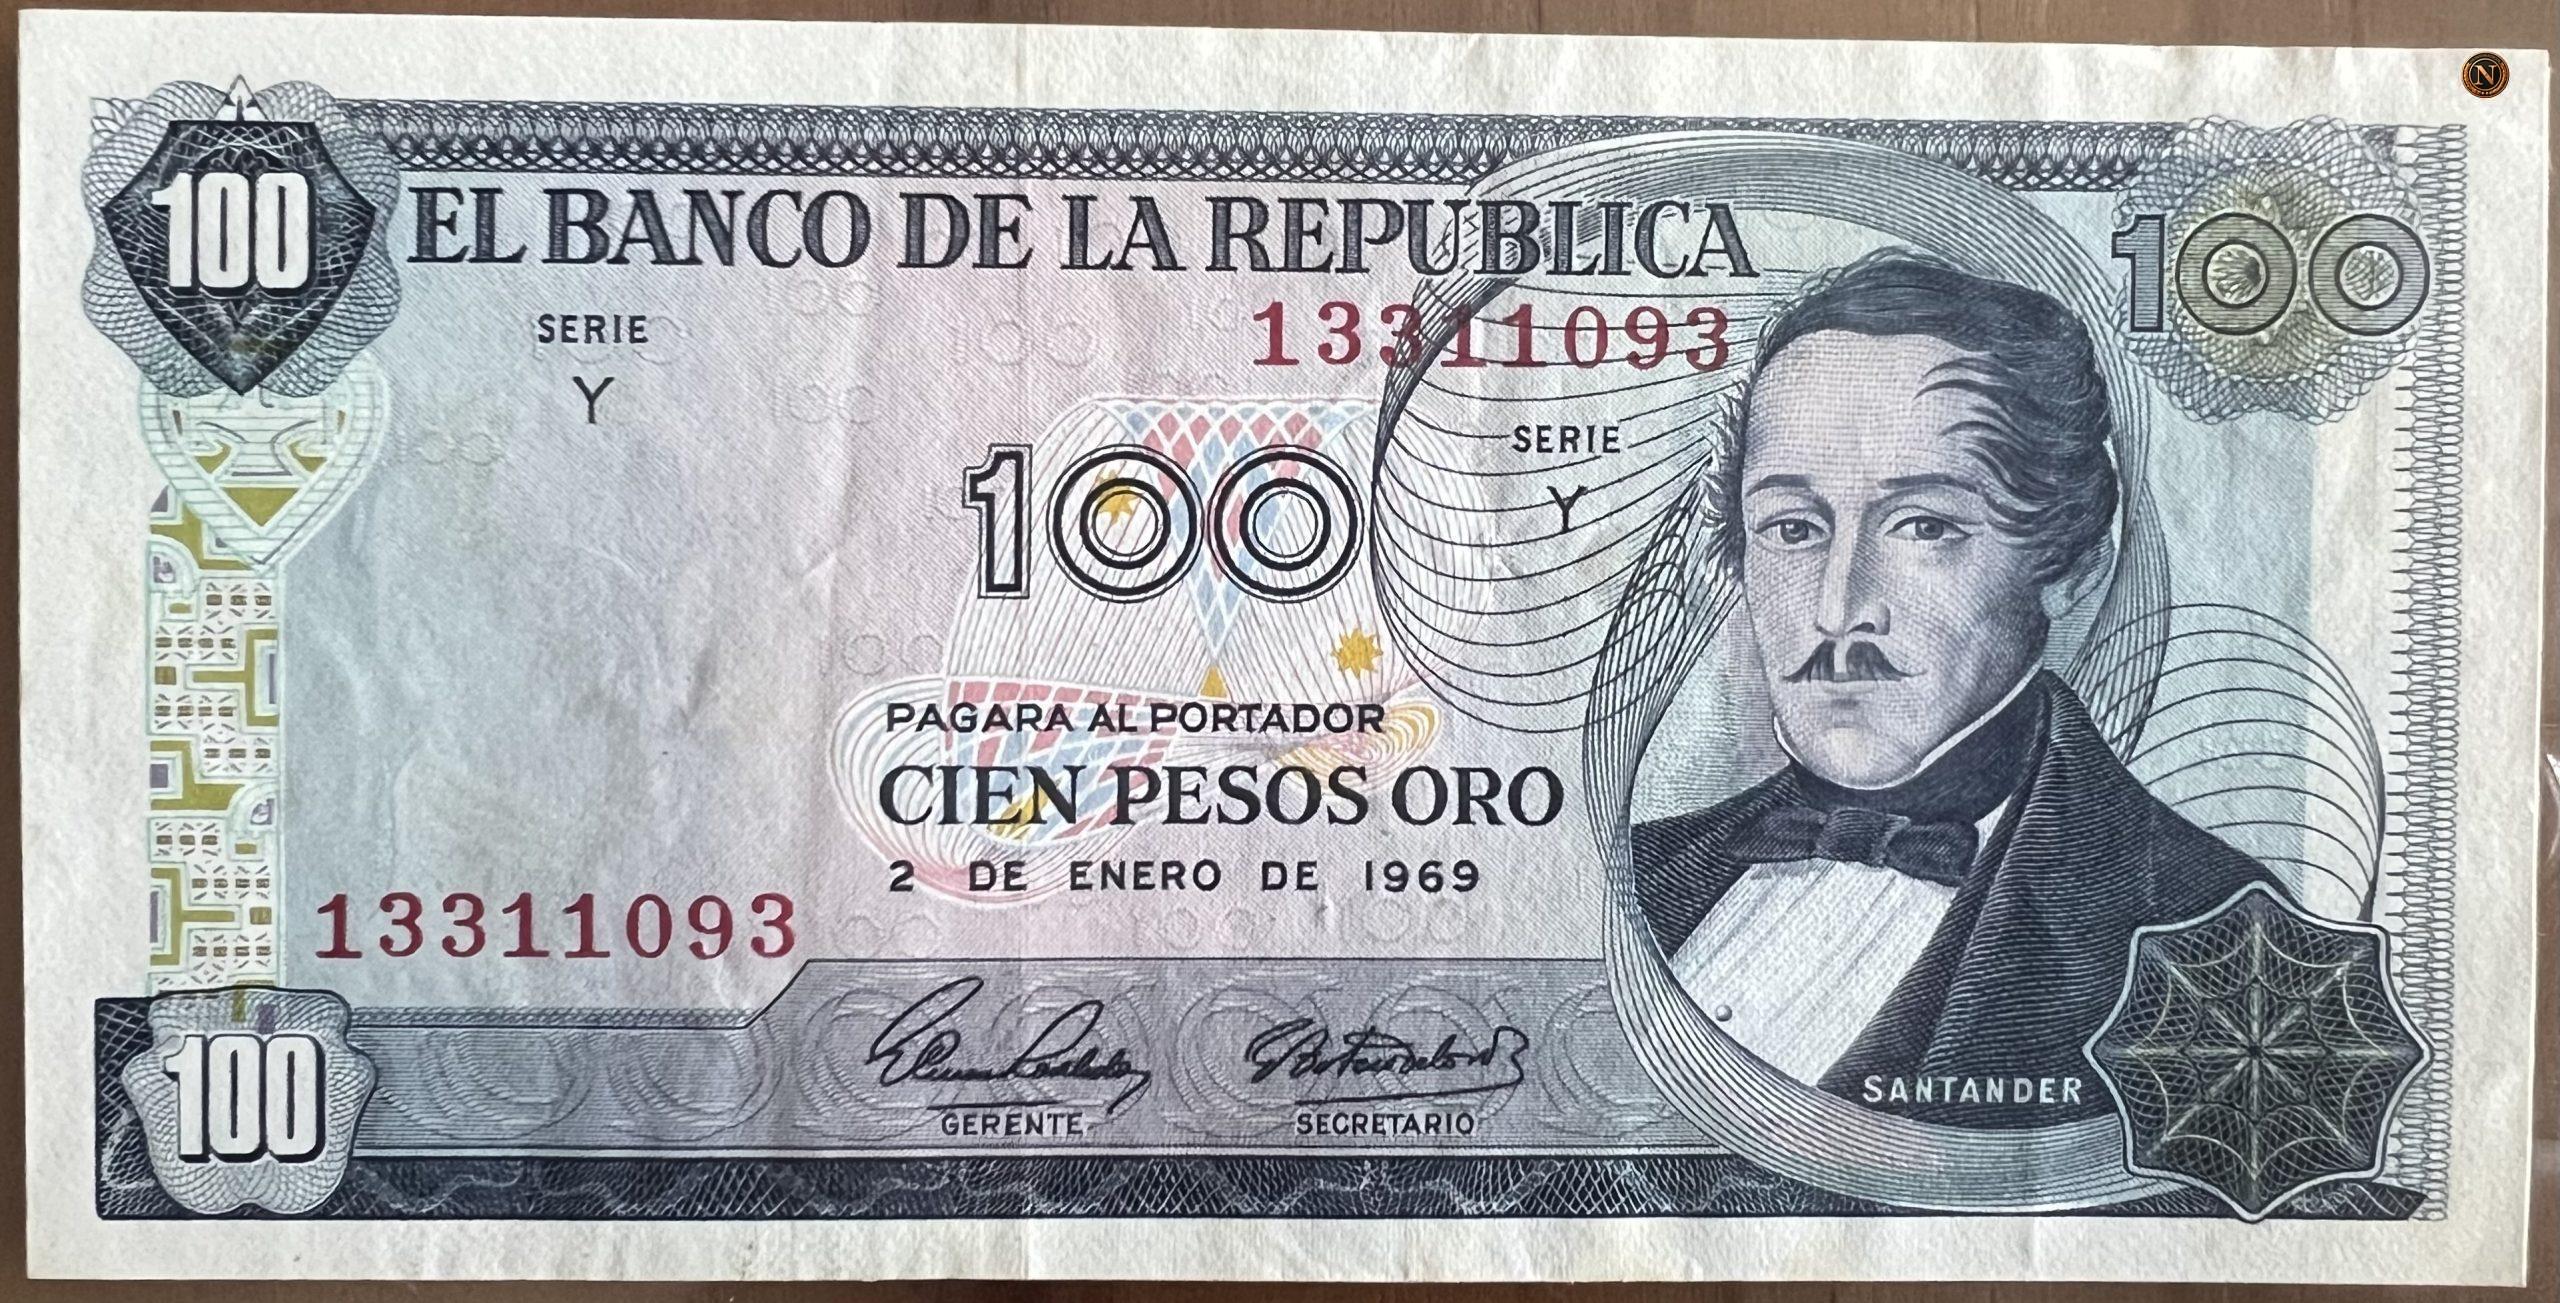 100
EL BANCO DE LA REPUBLICA
100
SERIE
Y
13311093
SERIE
Y
100
PAGARA AL PORTADOR
CIEN PESOS ORO
2 DE ENERO DE 1969
13311093
100
GERENTE
SECRETARIO
SANTANDER
N